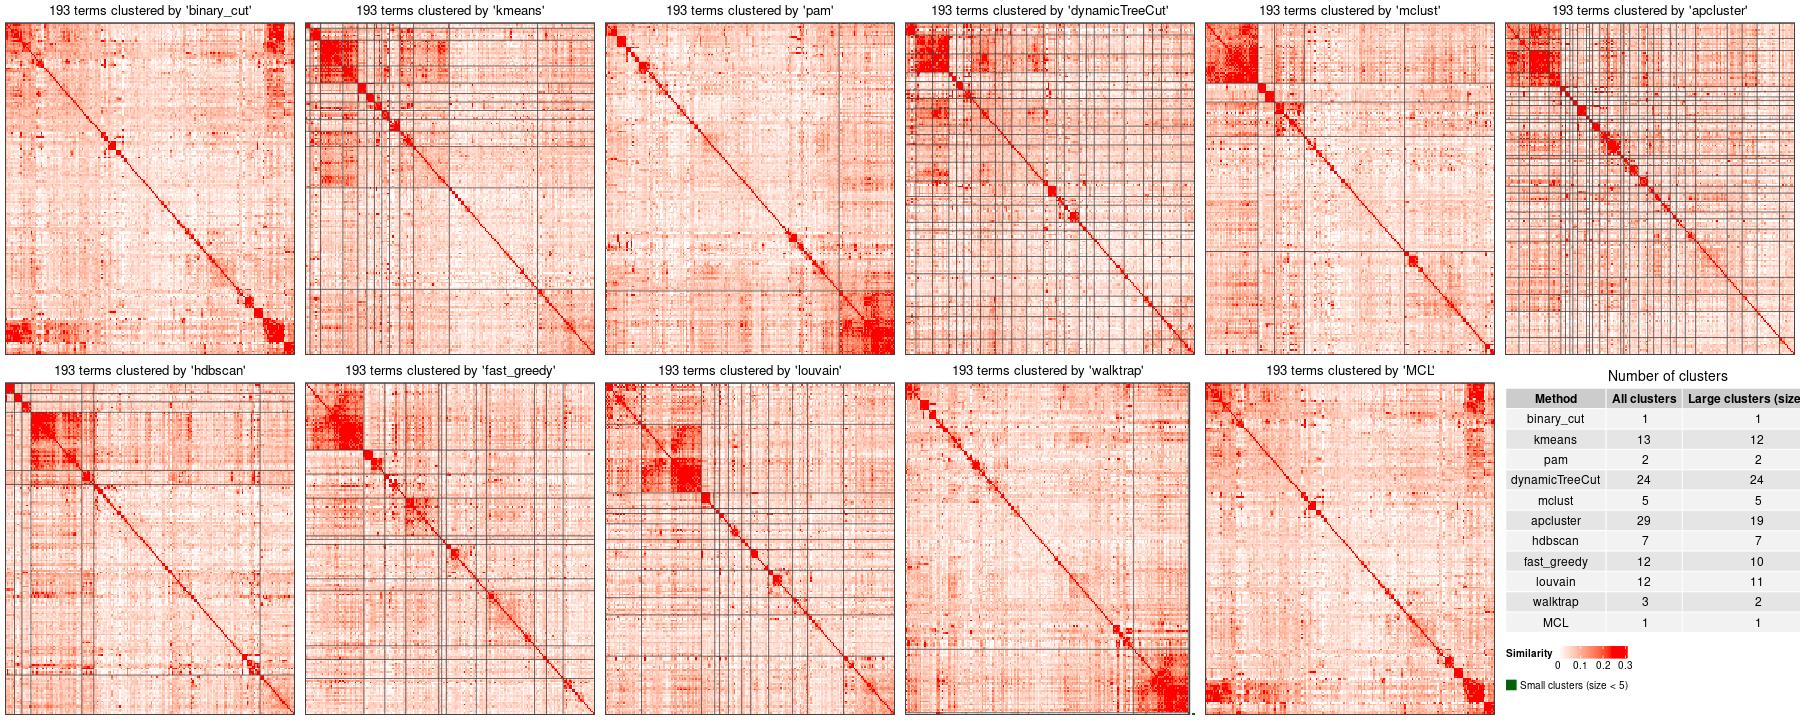 193 terms clustered by 'binary_cut'
193 terms clustered by 'kmeans'
193 terms clustered by 'pam'
193 terms clustered by 'dynamicTreeCut'
193 terms clustered by 'mclust'
193 terms clustered by 'apcluster'
193 terms clustered by 'hdbscan'
193 terms clustered by 'fast_greedy'
193 terms clustered by 'louvain'
193 terms clustered by 'walktrap'
193 terms clustered by 'MCL'
Number of clusters
Method All clusters Large clusters (size
binary_cut 1 1
kmeans 13 12
pam 2 2
dynamicTreeCut 24 24
mclust 5 5
apcluster 29 19
hdbscan 7 7
fast_greedy 12 10
louvain 12 11
walktrap 3 2
MCL 1 1
Similarity
0 0.1 0.2 0.3
Small clusters (size < 5)